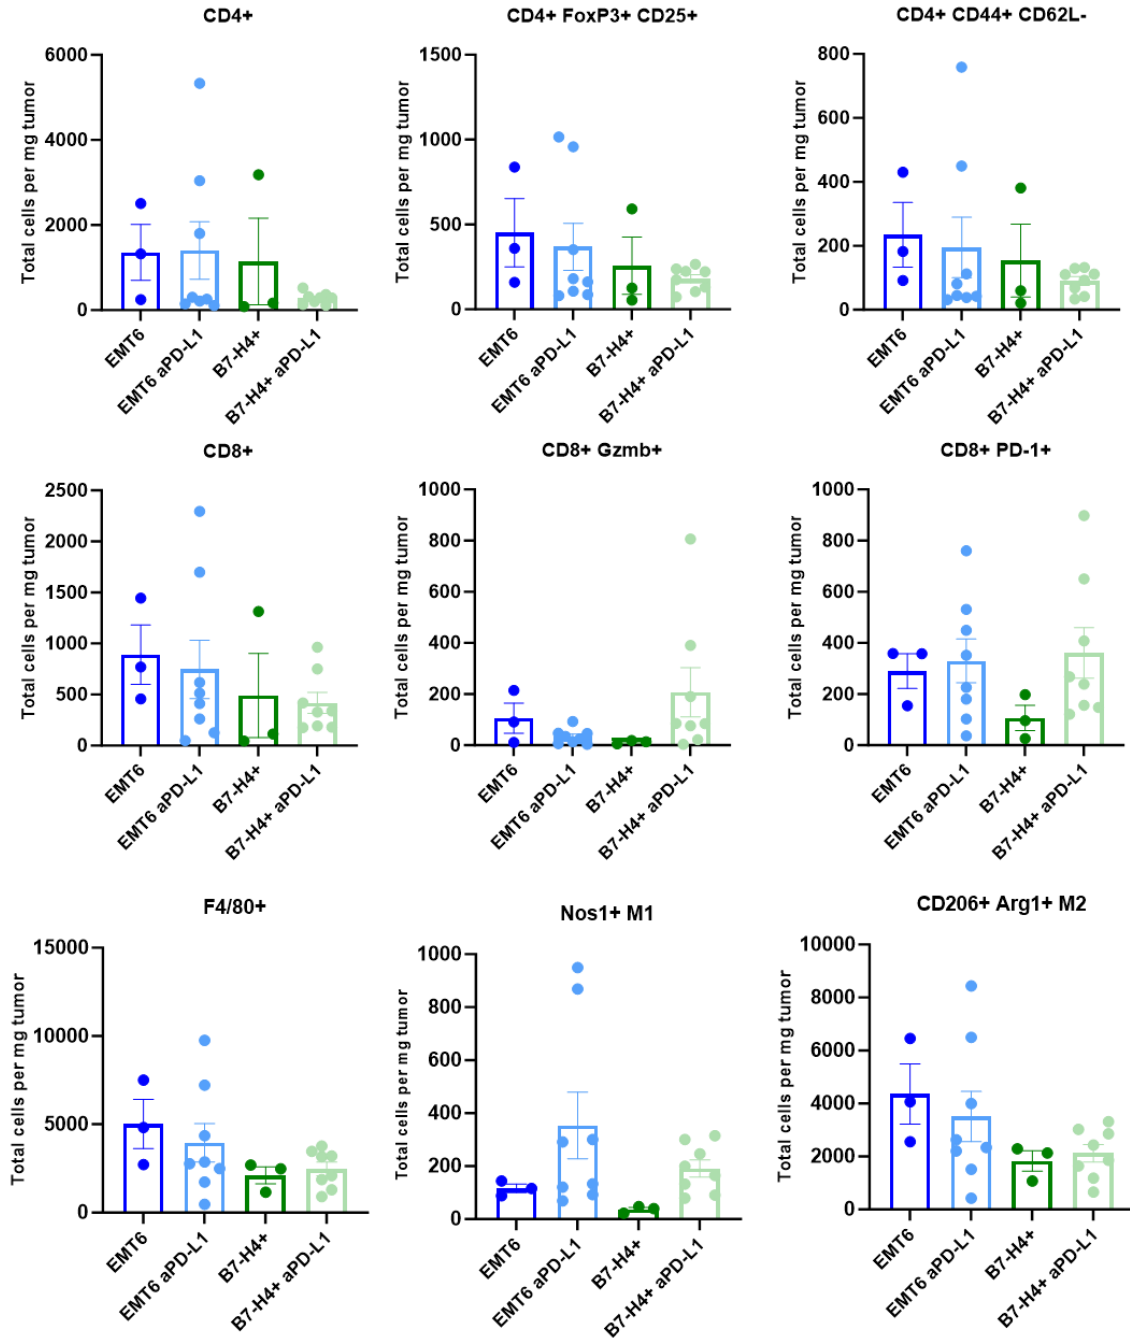 CD4+
Total cells per mg tumor
6000
4000
2000
0
EMT6
EMT6 aPD-L1
B7-H4+
B7-H4+ aPD-L1
CD4+ FoxP3+ CD25+
Total cells per mg tumor
1500
1000
500
0
EMT6
EMT6 aPD-L1
B7-H4+
B7-H4+ aPD-L1
CD4+ CD44+ CD62L-
Total cells per mg tumor
800
600
400
200
0
EMT6
EMT6 aPD-L1
B7-H4+
B7-H4+ aPD-L1
CD8+
Total cells per mg tumor
2500
2000
1500
1000
500
0
EMT6
EMT6 aPD-L1
B7-H4+
B7-H4+ aPD-L1
CD8+ Gzmb+
Total cells per mg tumor
1000
800
600
400
200
0
EMT6
EMT6 aPD-L1
B7-H4+
B7-H4+ aPD-L1
CD8+ PD-1+
Total cells per mg tumor
1000
800
600
400
200
0
EMT6
EMT6 aPD-L1
B7-H4+
B7-H4+ aPD-L1
F4/80+
Total cells per mg tumor
15000
10000
5000
0
EMT6
EMT6 aPD-L1
B7-H4+
B7-H4+ aPD-L1
Nos1+ M1
Total cells per mg tumor
1000
800
600
400
200
0
EMT6
EMT6 aPD-L1
B7-H4+
B7-H4+ aPD-L1
CD206+ Arg1+ M2
Total cells per mg tumor
10000
8000
6000
4000
2000
0
EMT6
EMT6 aPD-L1
B7-H4+
B7-H4+ aPD-L1